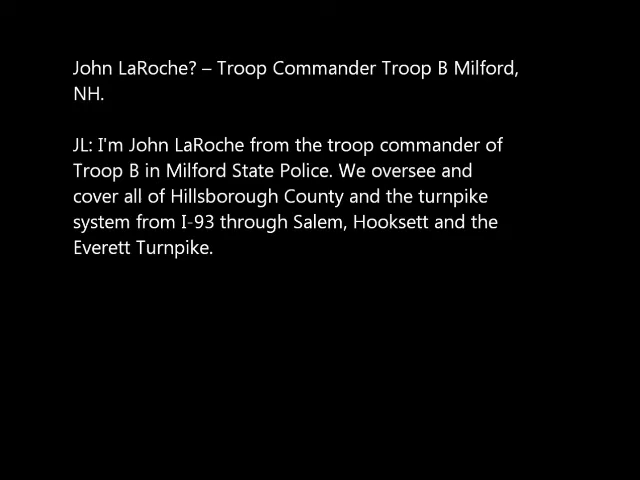 John LaRoche? – Troop Commander Troop B Milford,
NH.
JL: I'm John LaRoche from the troop commander of
Troop B in Milford State Police. We oversee and
cover all of Hillsborough County and the turnpike
system from I-93 through Salem, Hooksett and the
Everett Turnpike.